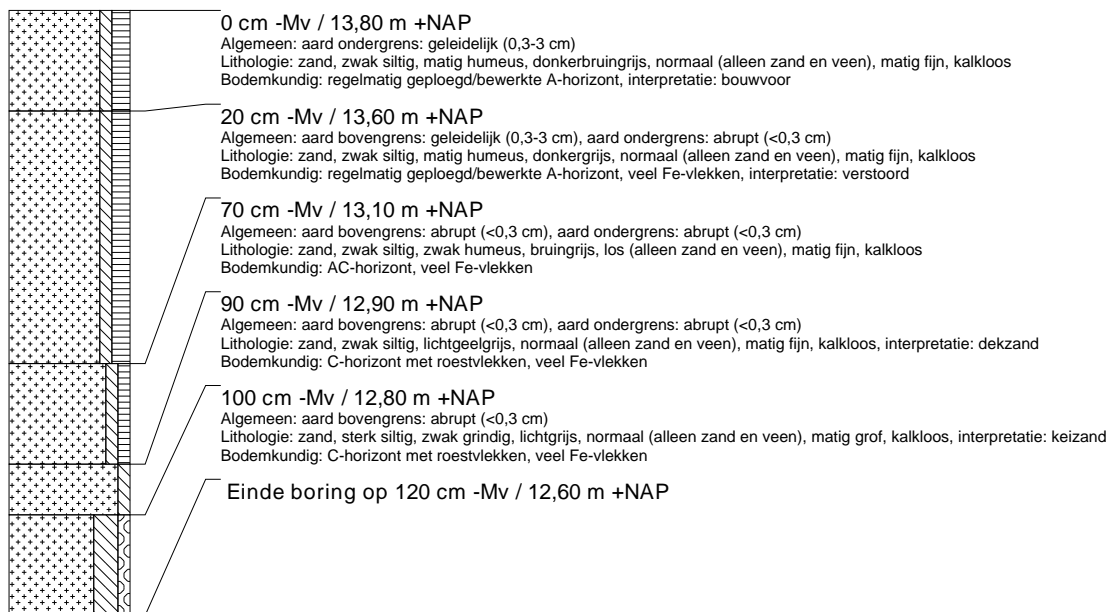 0 cm -Mv / 13,80 m +NAP
Algemeen: aard ondergrens: geleidelijk (0,3-3 cm)
Lithologie: zand, zwak siltig, matig humeus, donkerbruingrijs, normaal (alleen zand en veen), matig fijn, kalkloos
Bodemkundig: regelmatig geploegd/bewerkte A-horizont, interpretatie: bouwvoor
20 cm -Mv / 13,60 m +NAP
Algemeen: aard bovengrens: geleidelijk (0,3-3 cm), aard ondergrens: abrupt (<0,3 cm)
Lithologie: zand, zwak siltig, matig humeus, donkergrijs, normaal (alleen zand en veen), matig fijn, kalkloos
Bodemkundig: regelmatig geploegd/bewerkte A-horizont, veel Fe-vlekken, interpretatie: verstoord
70 cm -Mv / 13,10 m +NAP
Algemeen: aard bovengrens: abrupt (<0,3 cm), aard ondergrens: abrupt (<0,3 cm)
Lithologie: zand, zwak siltig, zwak humeus, bruingrijs, los (alleen zand en veen), matig fijn, kalkloos
Bodemkundig: AC-horizont, veel Fe-vlekken
90 cm -Mv / 12,90 m +NAP
Algemeen: aard bovengrens: abrupt (<0,3 cm), aard ondergrens: abrupt (<0,3 cm)
Lithologie: zand, zwak siltig, lichtgeelgrijs, normaal (alleen zand en veen), matig fijn, kalkloos, interpretatie: dekzand
Bodemkundig: C-horizont met roestvlekken, veel Fe-vlekken
100 cm -Mv / 12,80 m +NAP
Algemeen: aard bovengrens: abrupt (<0,3 cm)
Lithologie: zand, sterk siltig, zwak grindig, lichtgrijs, normaal (alleen zand en veen), matig grof, kalkloos, interpretatie: keizand
Bodemkundig: C-horizont met roestvlekken, veel Fe-vlekken
Einde boring op 120 cm -Mv / 12,60 m +NAP